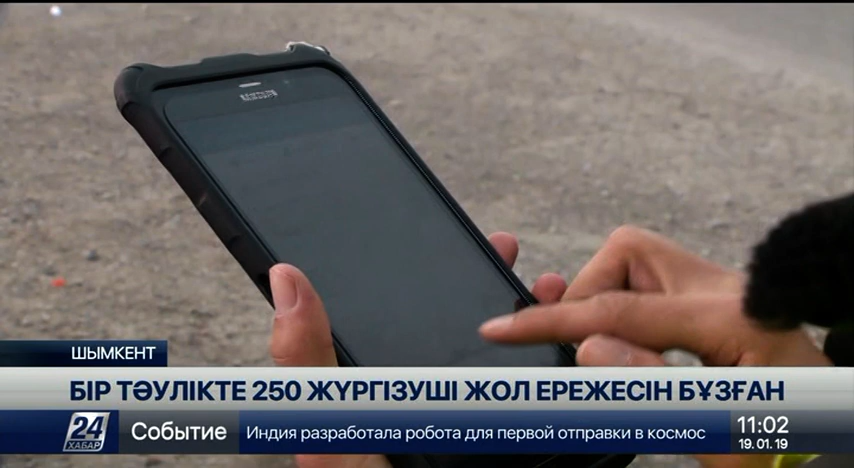 ШЫМКЕНТ
БІР ТӘУЛІКТЕ 250 ЖҮРГІЗУШІ ЖОЛ ЕРЕЖЕСІН БҰЗҒАН
24 ХАБАР
Событие
Индия разработала робота для первой отправки в космос
11:02
19.01.19